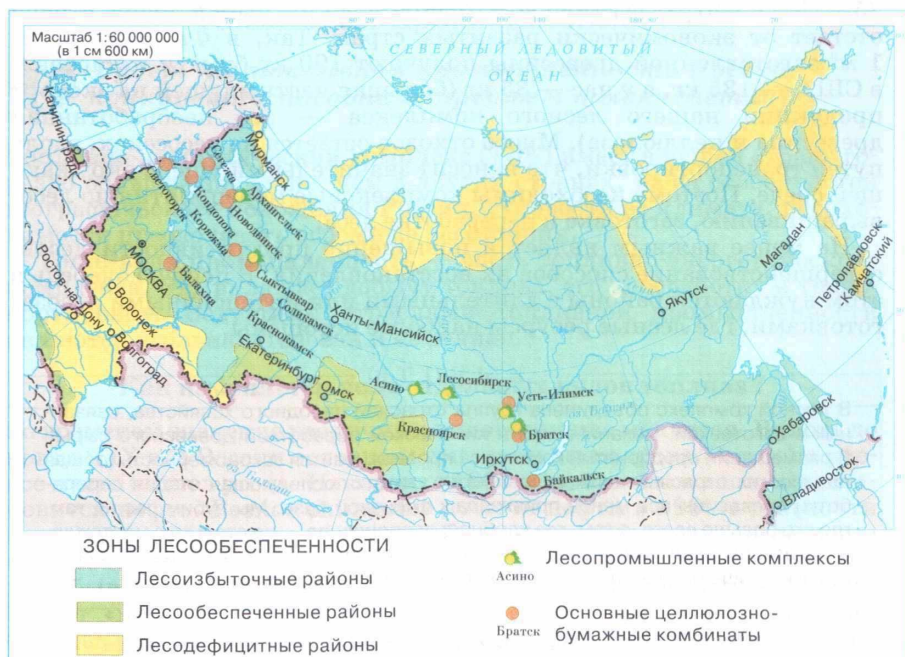 Масштаб 1:60 000 000
(в 1 см 600 км)
СЕВЕРНЫЙ ЛЕДОВИТЫЙ
ОКЕАН
Калининград
Мурманск
Сегежа
Архангельск
Светогорск
Кондопога
Новодвинск
Коряжма
МОСКВА
Балахна
Сыктывкар
Соликамск
Краснокамск
Ростов-на-Дону
Воронеж
Волгоград
Ханты-Мансийск
Екатеринбург
Омск
Асино
Лесосибирск
Усть-Илимск
Красноярск
Братск
Иркутск
Байкальск
Якутск
Магадан
Петропавловск-
-Камчатский
Хабаровск
Владивосток
ЗОНЫ ЛЕСООБЕСПЕЧЕННОСТИ
Лесоизбыточные районы
Лесообеспеченные районы
Лесодефицитные районы
Лесопромышленные комплексы
Асино
Основные целлюлозно-
Братск
бумажные комбинаты